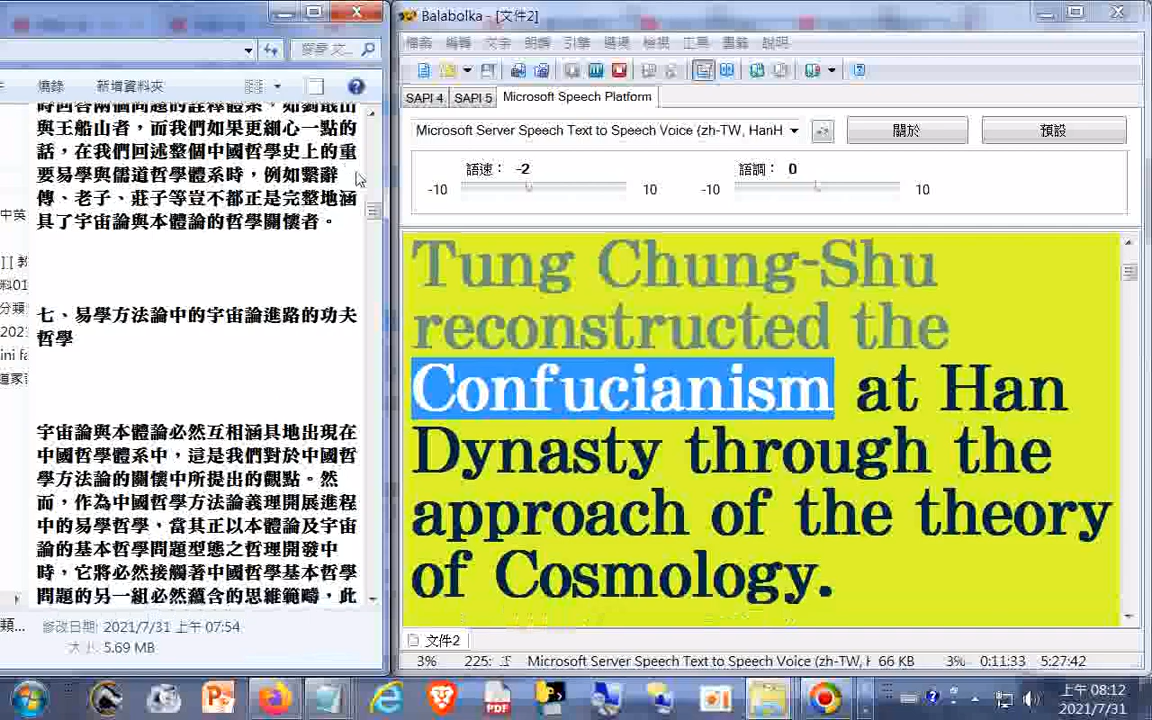 Balabolka - [文件2]
檔案 編輯 文字 朗讀 引擎 選項 檢視 工具 書籤 說明
燒錄 新增資料夾
SAPI 4 SAPI 5 Microsoft Speech Platform
Microsoft Server Speech Text to Speech Voice (zh-TW, HanH
關於
預設
語速： -2
-10 10
語調： 0
-10 10
與王船山者，而我們如果更細心一點的
話，在我們回述整個中國哲學史上的重
要易學與儒道哲學體系時，例如繫辭
傳、老子、莊子等豈不都正是完整地涵
具了宇宙論與本體論的哲學關懷者。
七、易學方法論中的宇宙論進路的功夫
哲學
宇宙論與本體論必然互相涵具地出現在
中國哲學體系中，這是我們對於中國哲
學方法論的關懷中所提出的觀點。然
而，作為中國哲學方法論義理開展進程
中的易學哲學，當其正以本體論及宇宙
論的基本哲學問題型態之哲理開發中
時，它將必然接觸著中國哲學基本哲學
問題的另一組必然蘊含的思維範疇，此
中英
分類
修改日期: 2021/7/31 上午 07:54
5.69 MB
Tung Chung-Shu
reconstructed the
Confucianism at Han
Dynasty through the
approach of the theory
of Cosmology.
文件2
3% 225: Microsoft Server Speech Text to Speech Voice (zh-TW, 66 KB 3% 0:11:33 5:27:42
上午 08:12
2021/7/31